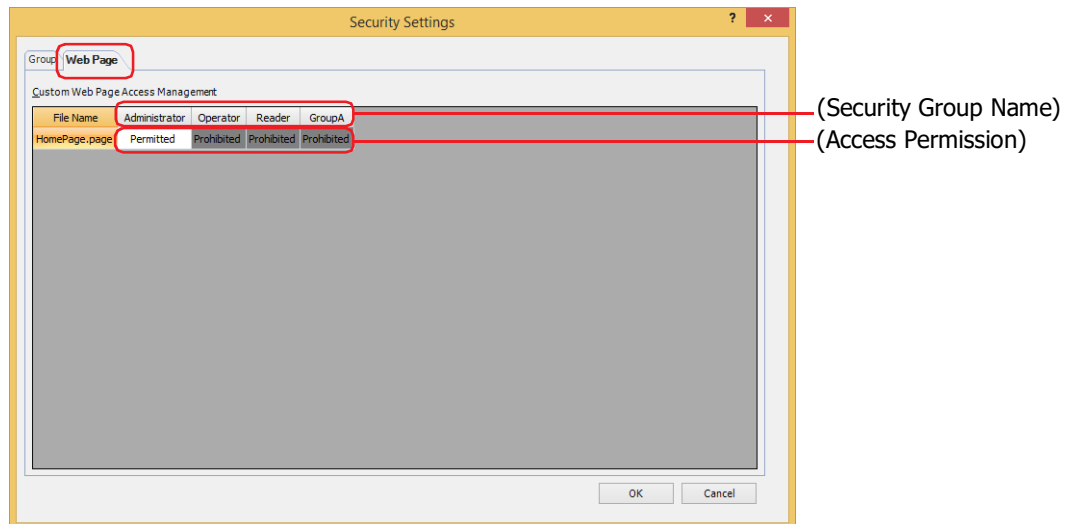 Security Settings ? ×
Group Web Page
Custom Web Page Access Management
File Name Administrator Operator Reader GroupA
(Security Group Name)
HomePage.page Permitted Prohibited Prohibited Prohibited
(Access Permission)
OK Cancel